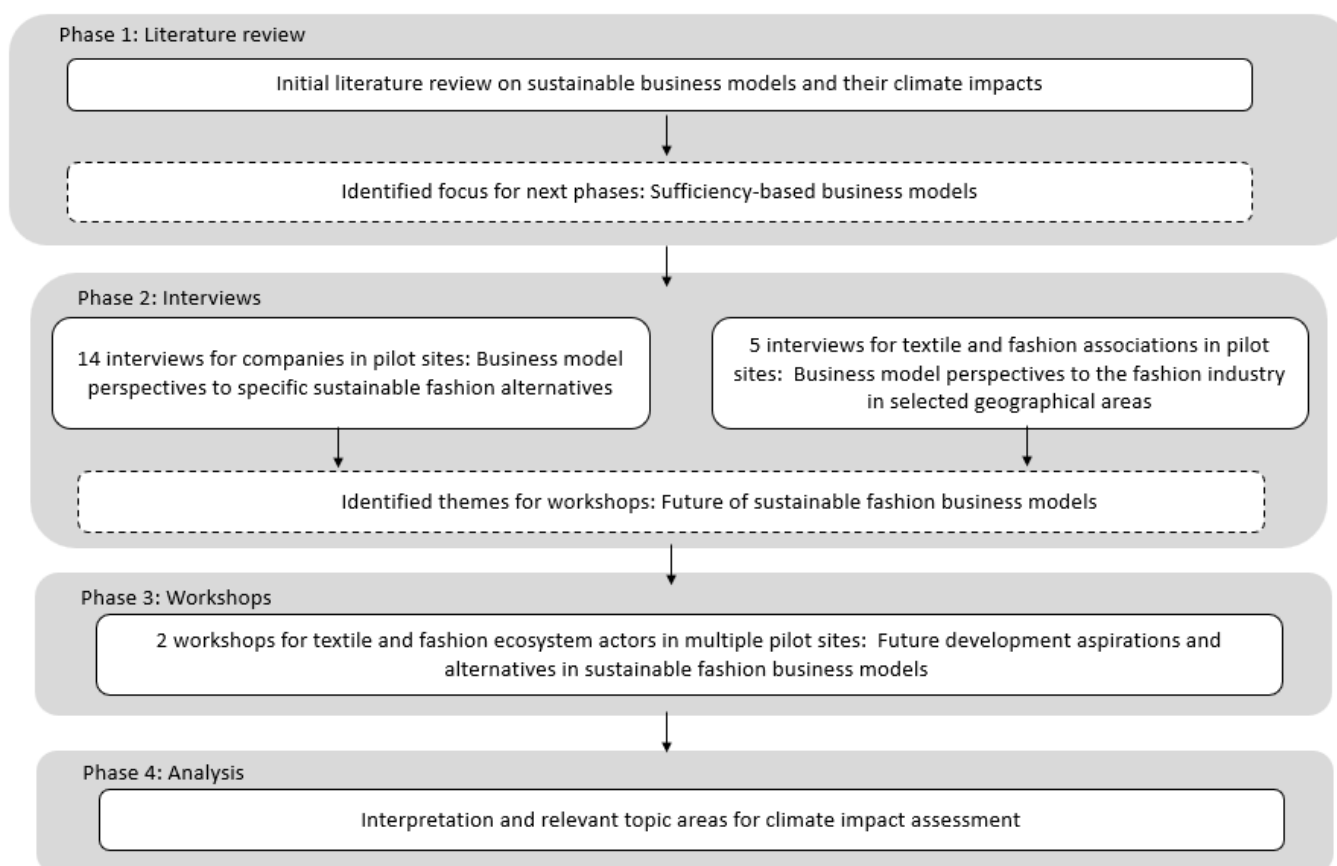 Phase 1: Literature review
Initial literature review on sustainable business models and their climate impacts
Identified focus for next phases: Sufficiency-based business models
Phase 2: Interviews
14 interviews for companies in pilot sites: Business model
perspectives to specific sustainable fashion alternatives
5 interviews for textile and fashion associations in pilot
sites:  Business model perspectives to the fashion industry
in selected geographical areas
Identified themes for workshops: Future of sustainable fashion business models
Phase 3: Workshops
2 workshops for textile and fashion ecosystem actors in multiple pilot sites:  Future development aspirations and
alternatives in sustainable fashion business models
Phase 4: Analysis
Interpretation and relevant topic areas for climate impact assessment